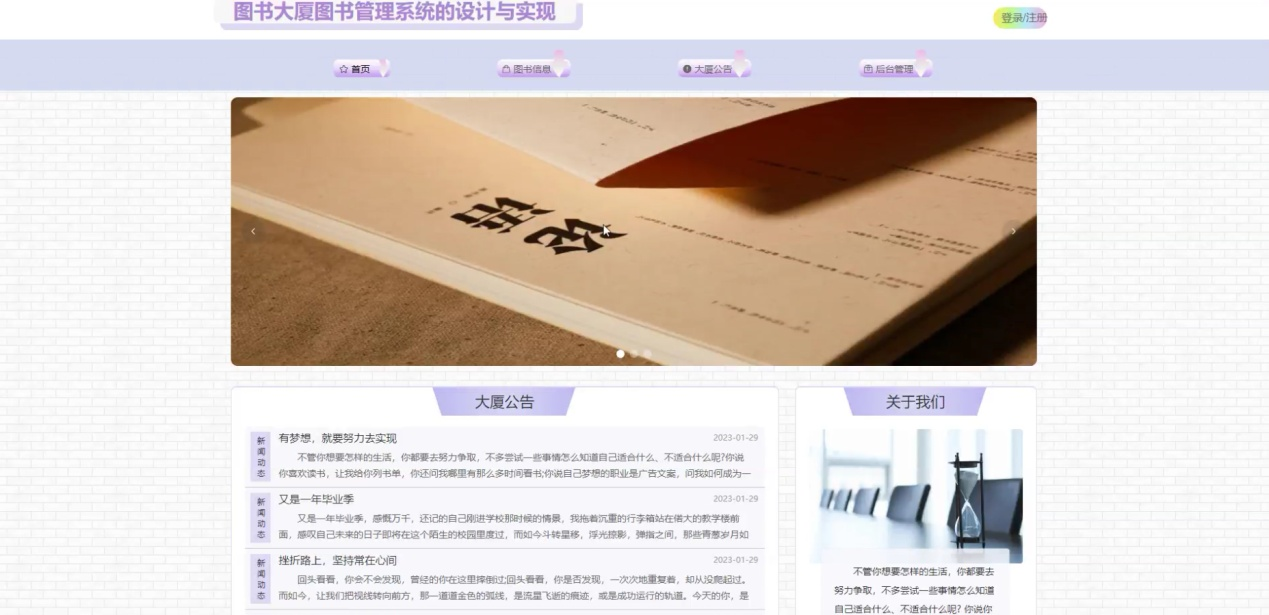 图书大厦图书管理系统的设计与实现
登录/注册
首页
图书信息
大厦公告
后台管理
论语
大厦公告
新闻动态
有梦想，就要努力去实现
2023-01-29
不管你想要怎样的生活，你都要去努力争取，不多尝试一些事情怎么知道自己适合什么、不适合什么呢?你说
你喜欢读书，让我给你列书单，你还问我哪里有那么多时间看书;你说自己梦想的职业是广告文案，问我如何成为一
新闻动态
又是一年毕业季
2023-01-29
又是一年毕业季，感慨万千，还记的自己刚进学校那时候的情景，我拖着沉重的行李箱站在偌大的教学楼前
面，感叹自己未来的日子即将在这个陌生的校园里度过，而如今斗转星移，浮光掠影，弹指之间，那些青葱岁月如
新闻动态
挫折路上，坚持常在心间
2023-01-29
回头看看，你会不会发现，曾经的你在这里摔倒过;回头看看，你是否发现，一次次地重复着，却从没爬起过。
而如今，让我们把视线转向前方，那一道道金色的弧线，是流星飞逝的痕迹，或是成功运行的轨道。今天的你，是
关于我们
不管你想要怎样的生活，你都要去
努力争取，不多尝试一些事情怎么知道
自己适合什么、不适合什么呢? 你说你